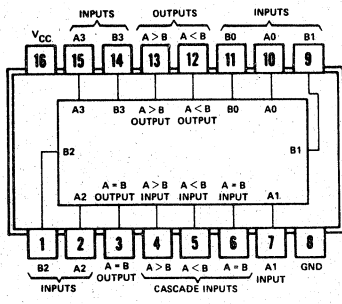 INPUTS OUTPUTS INPUTS
VCC A3 B3 A>B A<B B0 A0 B1
16 15 14 13 12 11 10 9
A3 B3 A>B A<B B0 A0
OUTPUT OUTPUT
B2 B1
A=B A>B A<B A=B
A2 OUTPUT INPUT INPUT INPUT A1
1 2 3 4 5 6 7 8
B2 A2 A=B A>B A<B A=B A1 GND
INPUTS OUTPUT CASCADE INPUTS INPUT